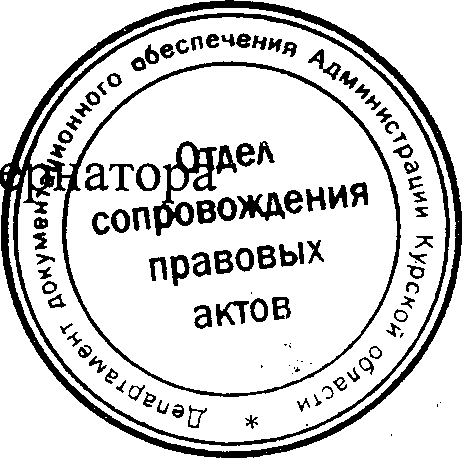 Департамент документационного обеспечения Администрации Курской области *
ернатора
Отдел
сопровождения
правовых
актов